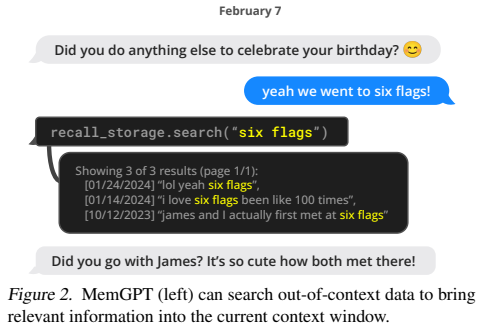 February 7
Did you do anything else to celebrate your birthday? 😊
yeah we went to six flags!
recall_storage.search("six flags")
Showing 3 of 3 results (page 1/1):
[01/24/2024] "lol yeah six flags",
[01/14/2024] "i love six flags been like 100 times",
[10/12/2023] "james and I actually first met at six flags"
Did you go with James? It's so cute how both met there!
Figure 2. MemGPT (left) can search out-of-context data to bring
relevant information into the current context window.